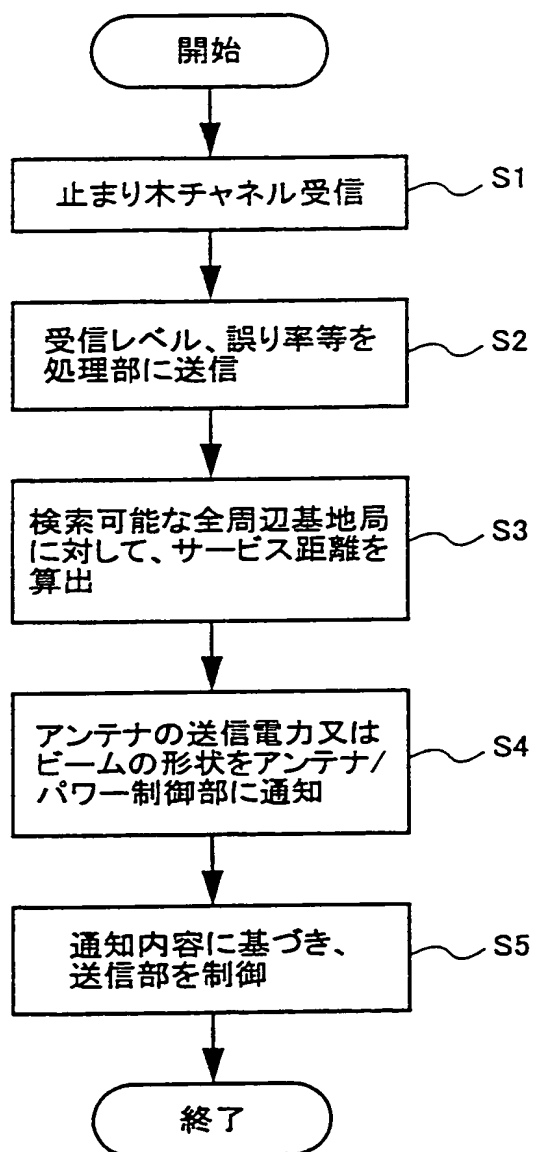 開始
止まり木チャネル受信
S1
受信レベル、誤り率等を
処理部に送信
S2
検索可能な全周辺基地局
に対して、サービス距離を
算出
S3
アンテナの送信電力又は
ビームの形状をアンテナ/
パワー制御部に通知
S4
通知内容に基づき、
送信部を制御
S5
終了